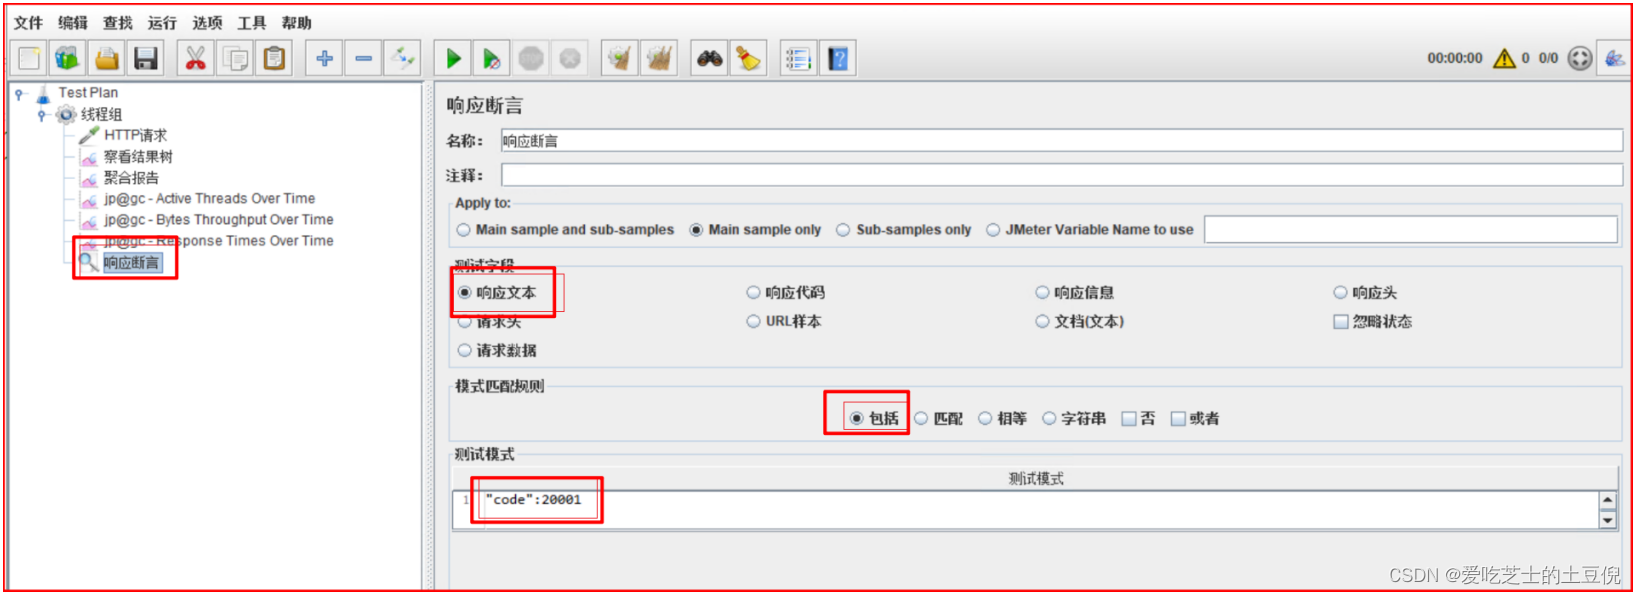 文件 编辑 查找 运行 选项 工具 帮助
00:00:00 0 0/0
Test Plan
线程组
HTTP请求
察看结果树
聚合报告
jp@gc - Active Threads Over Time
jp@gc - Bytes Throughput Over Time
jp@gc - Response Times Over Time
响应断言
响应断言
名称： 响应断言
注释：
Apply to:
Main sample and sub-samples Main sample only Sub-samples only JMeter Variable Name to use
测试字段
响应文本 响应代码 响应信息 响应头
请求头 URL样本 文档(文本) 忽略状态
请求数据
模式匹配规则
包括 匹配 相等 字符串 否 或者
测试模式
测试模式
1 "code":20001
CSDN @爱吃芝士的土豆倪